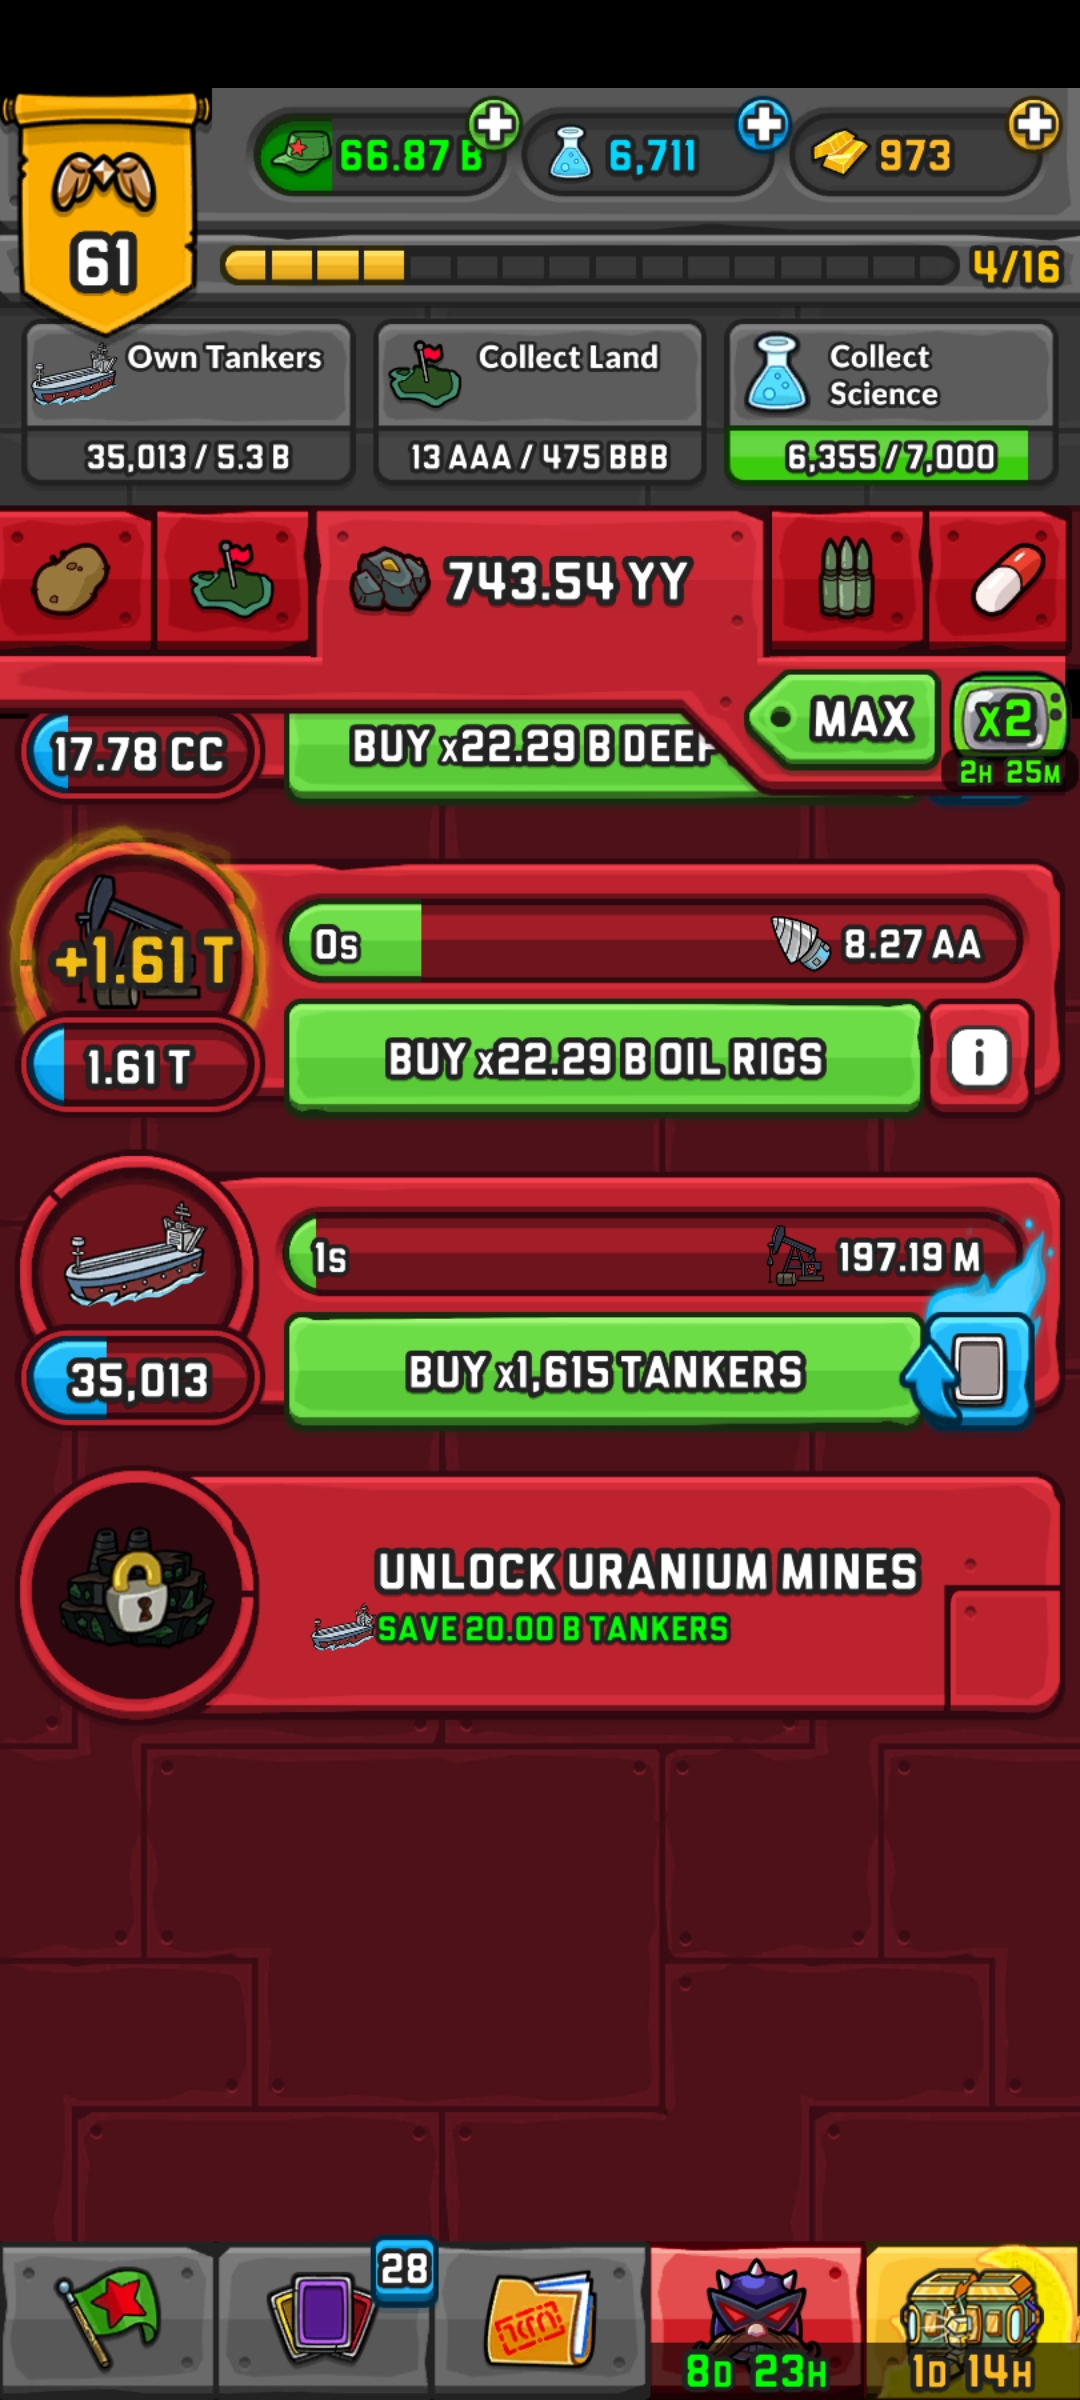 66.87 B
6,711
973
61
4/16
Own Tankers
35,013 / 5.3 B
Collect Land
13 AAA / 475 BBB
Collect
Science
6,355 / 7,000
743.54 YY
MAX
x2
2H 25M
17.78 CC
BUY x22.29 B DEEP
+1.61 T
0s
8.27 AA
1.61 T
BUY x22.29 B OIL RIGS
i
1s
197.19 M
35,013
BUY x1,615 TANKERS
UNLOCK URANIUM MINES
SAVE 20.00 B TANKERS
28
8D 23H
1D 14H